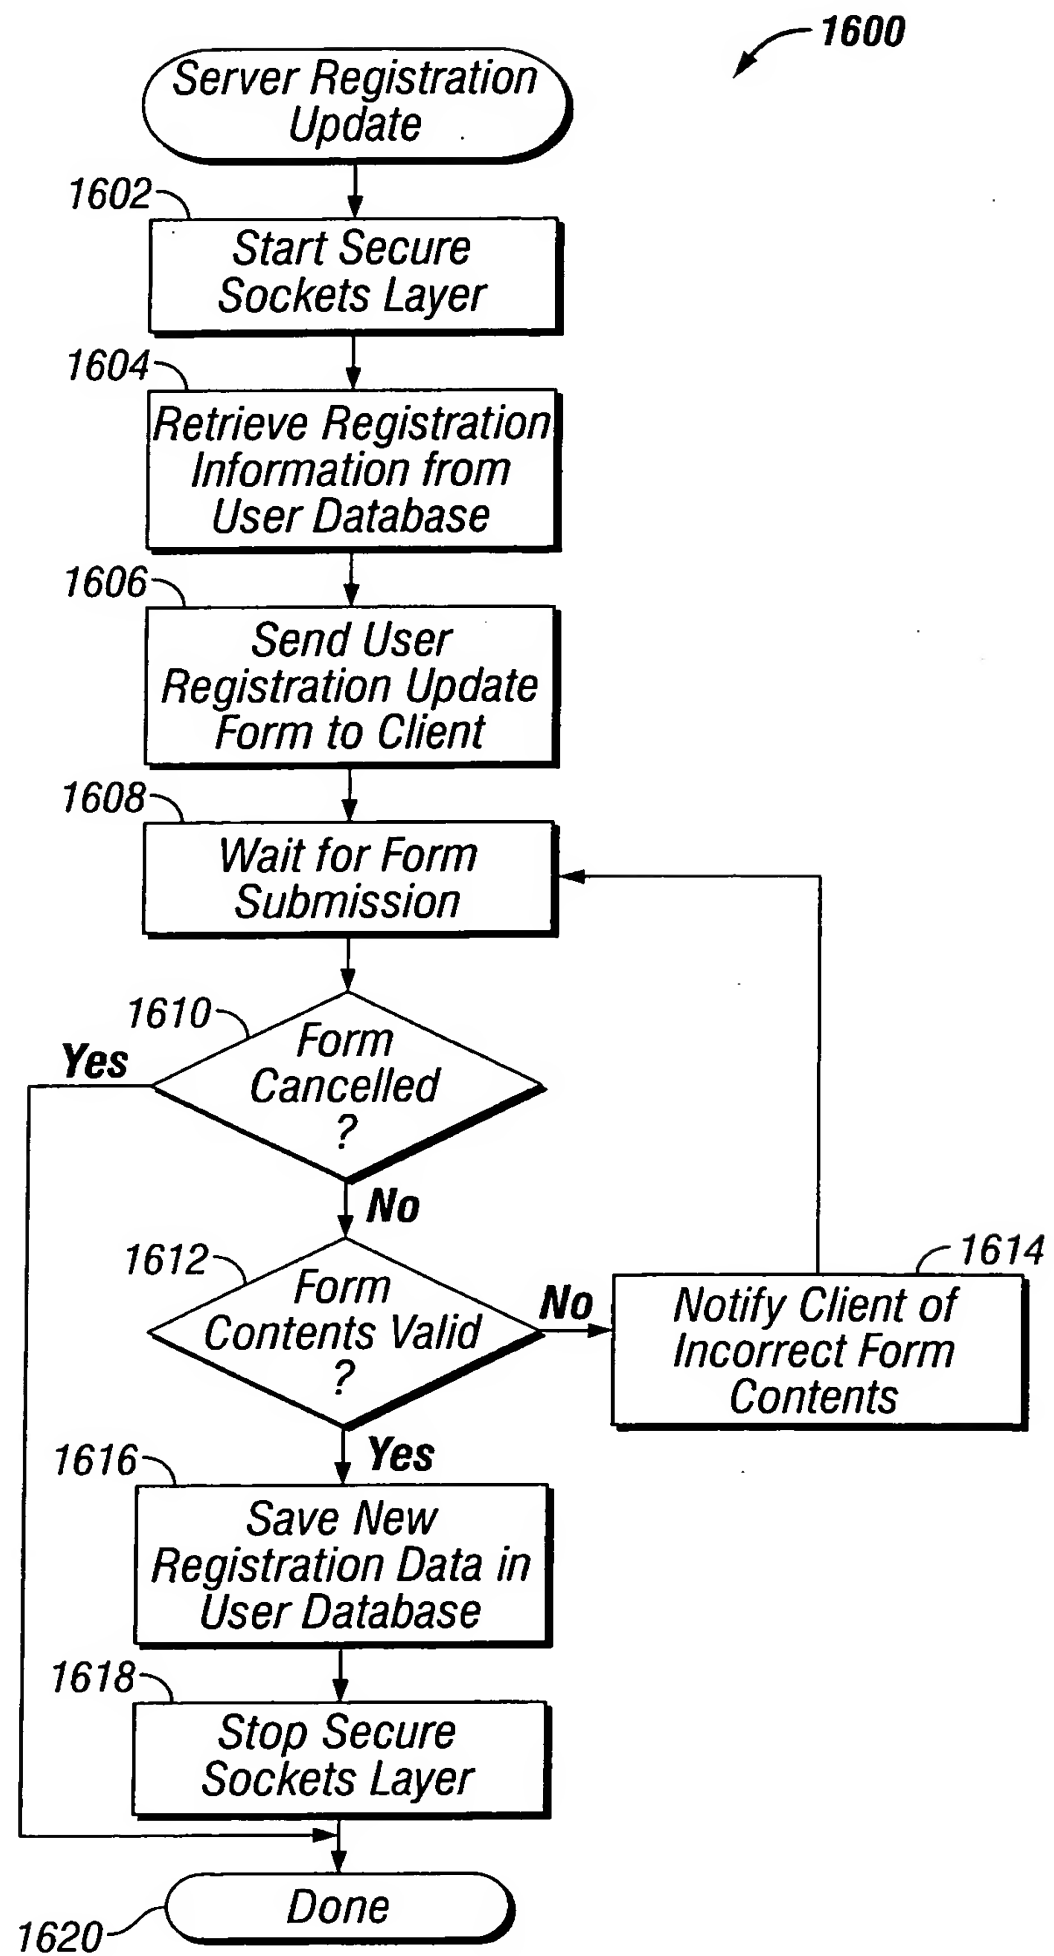 1600
Server Registration
Update
1602
Start Secure
Sockets Layer
1604
Retrieve Registration
Information from
User Database
1606
Send User
Registration Update
Form to Client
1608
Wait for Form
Submission
1610
Form
Cancelled
?
Yes
No
1612
Form
Contents Valid
?
No
1614
Notify Client of
Incorrect Form
Contents
Yes
1616
Save New
Registration Data in
User Database
1618
Stop Secure
Sockets Layer
Done
1620